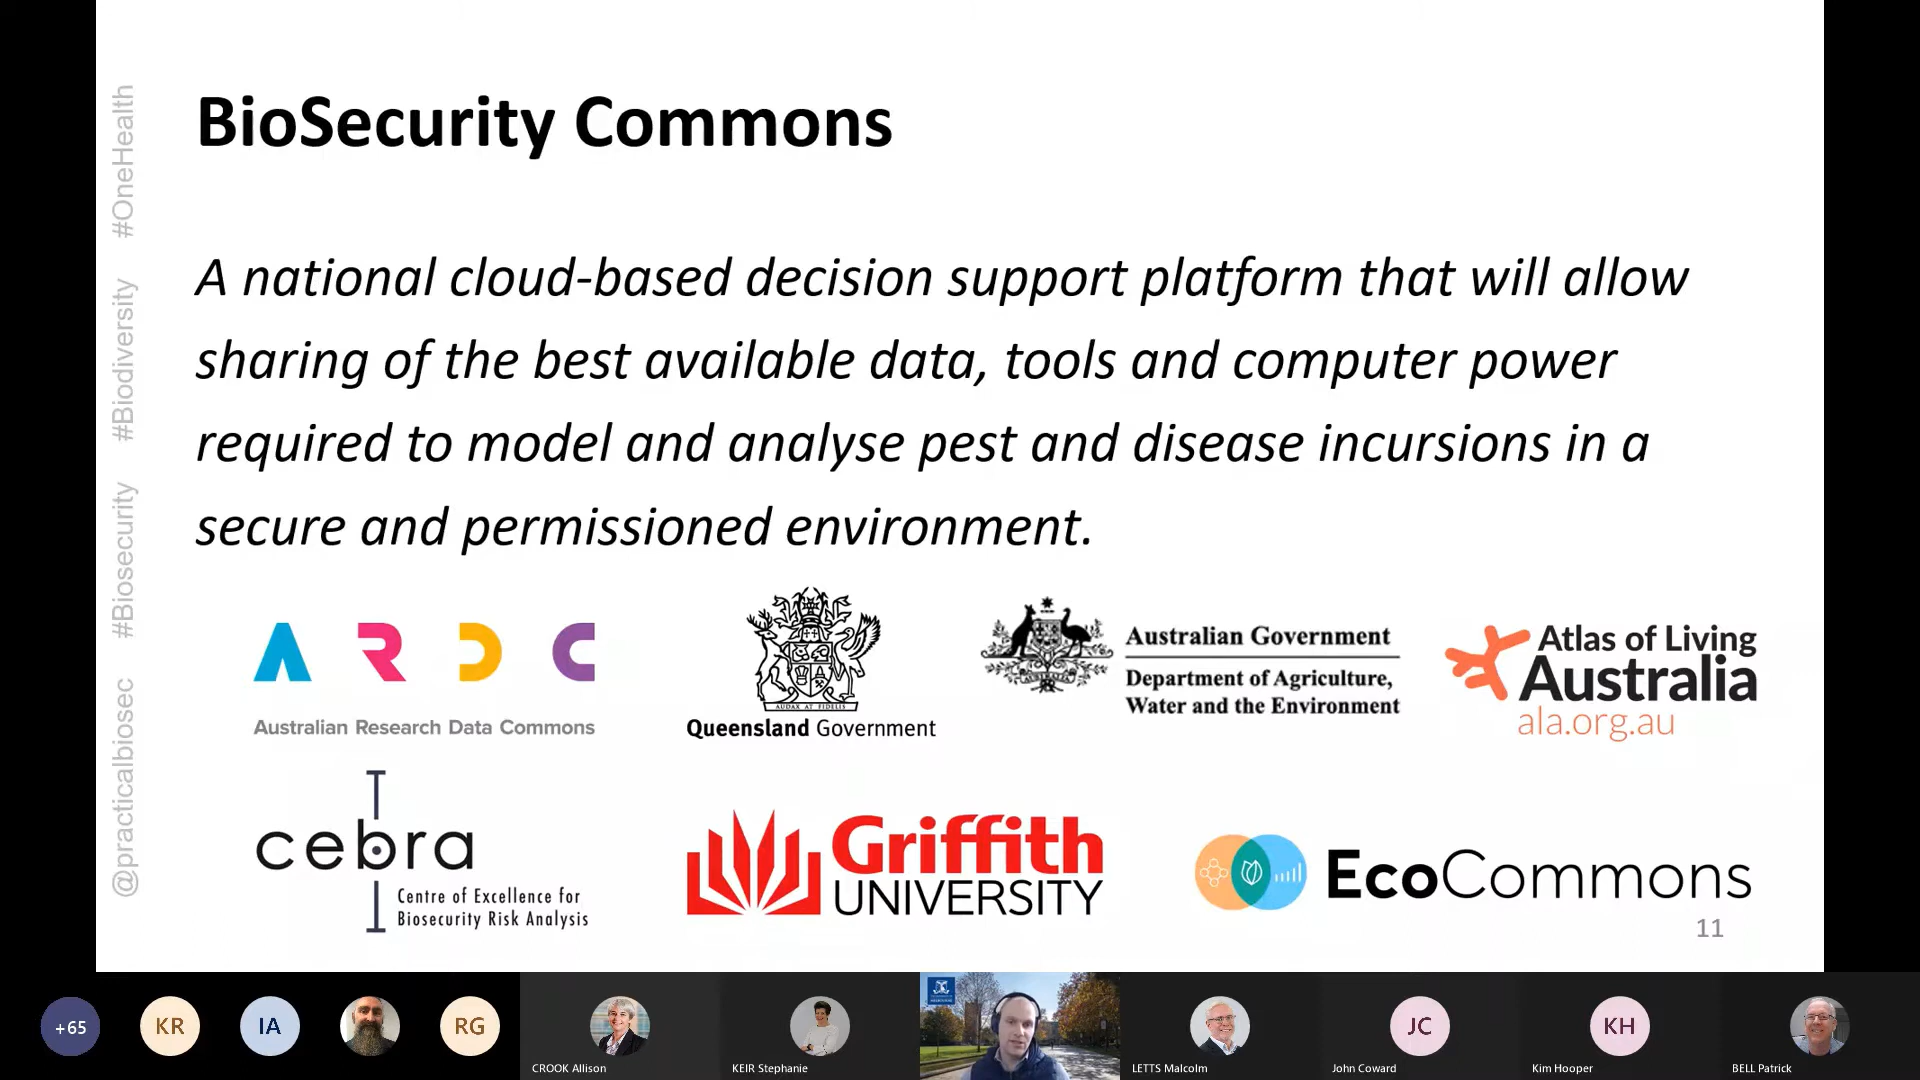 BioSecurity Commons
A national cloud-based decision support platform that will allow
sharing of the best available data, tools and computer power
required to model and analyse pest and disease incursions in a
secure and permissioned environment.
@practicalbiosec #Biosecurity #Biodiversity #OneHealth
ARDC
Australian Research Data Commons
AUDAX AT FIDELIS
Queensland Government
Australian Government
Department of Agriculture,
Water and the Environment
Atlas of Living
Australia
ala.org.au
cebra
Centre of Excellence for
Biosecurity Risk Analysis
Griffith
UNIVERSITY
EcoCommons
11
+65
KR
IA
RG
CROOK Allison
KEIR Stephanie
LETTS Malcolm
JC
John Coward
KH
Kim Hooper
BELL Patrick